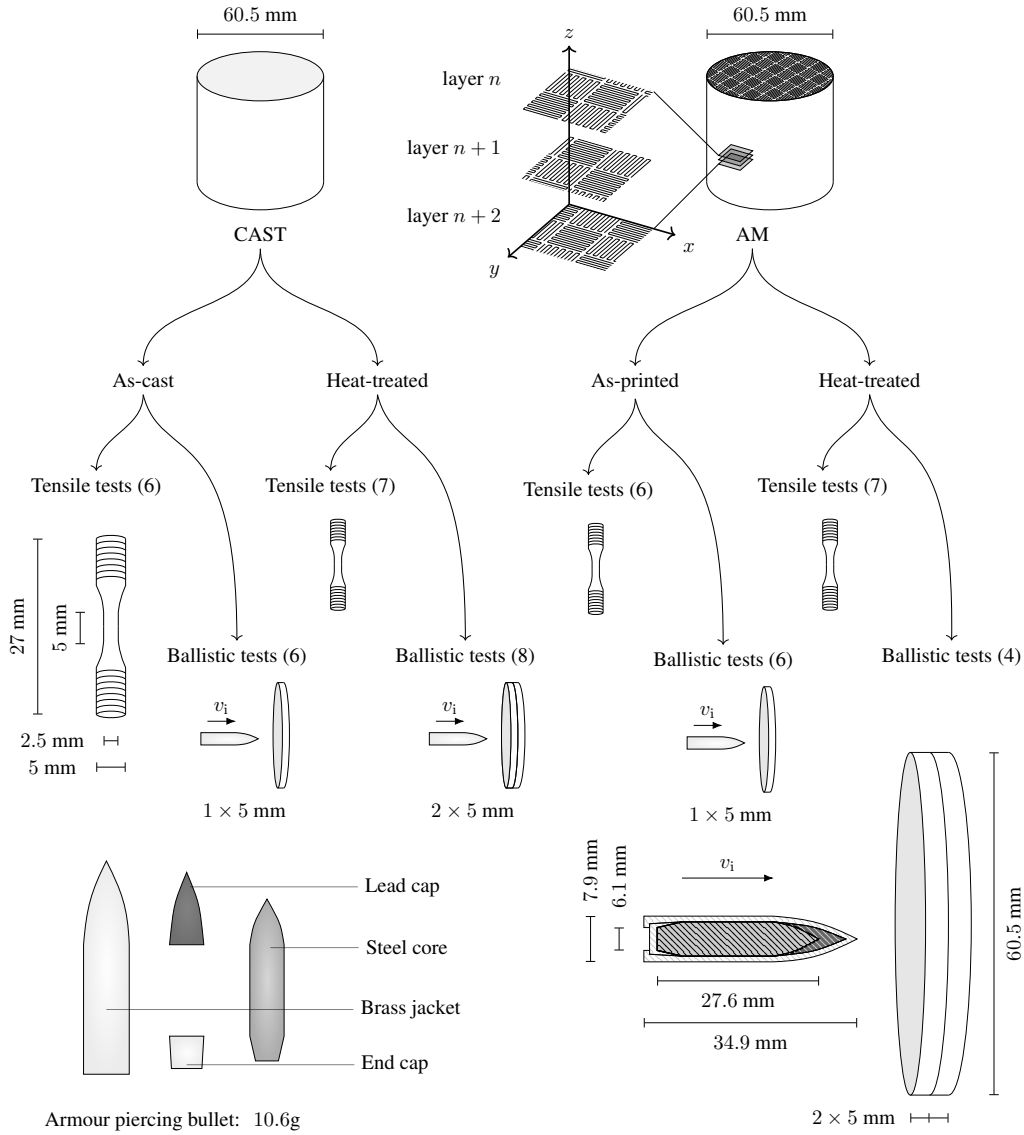 60.5 mm
60.5 mm
z
layer n
layer n + 1
layer n + 2
x
y
CAST
AM
As-cast
Heat-treated
As-printed
Heat-treated
Tensile tests (6)
Tensile tests (7)
Tensile tests (6)
Tensile tests (7)
27 mm
5 mm
2.5 mm
5 mm
Ballistic tests (6)
Ballistic tests (8)
Ballistic tests (6)
Ballistic tests (4)
vi
vi
vi
1 × 5 mm
2 × 5 mm
1 × 5 mm
Lead cap
Steel core
Brass jacket
End cap
Armour piercing bullet: 10.6g
7.9 mm
6.1 mm
vi
27.6 mm
34.9 mm
60.5 mm
2 × 5 mm